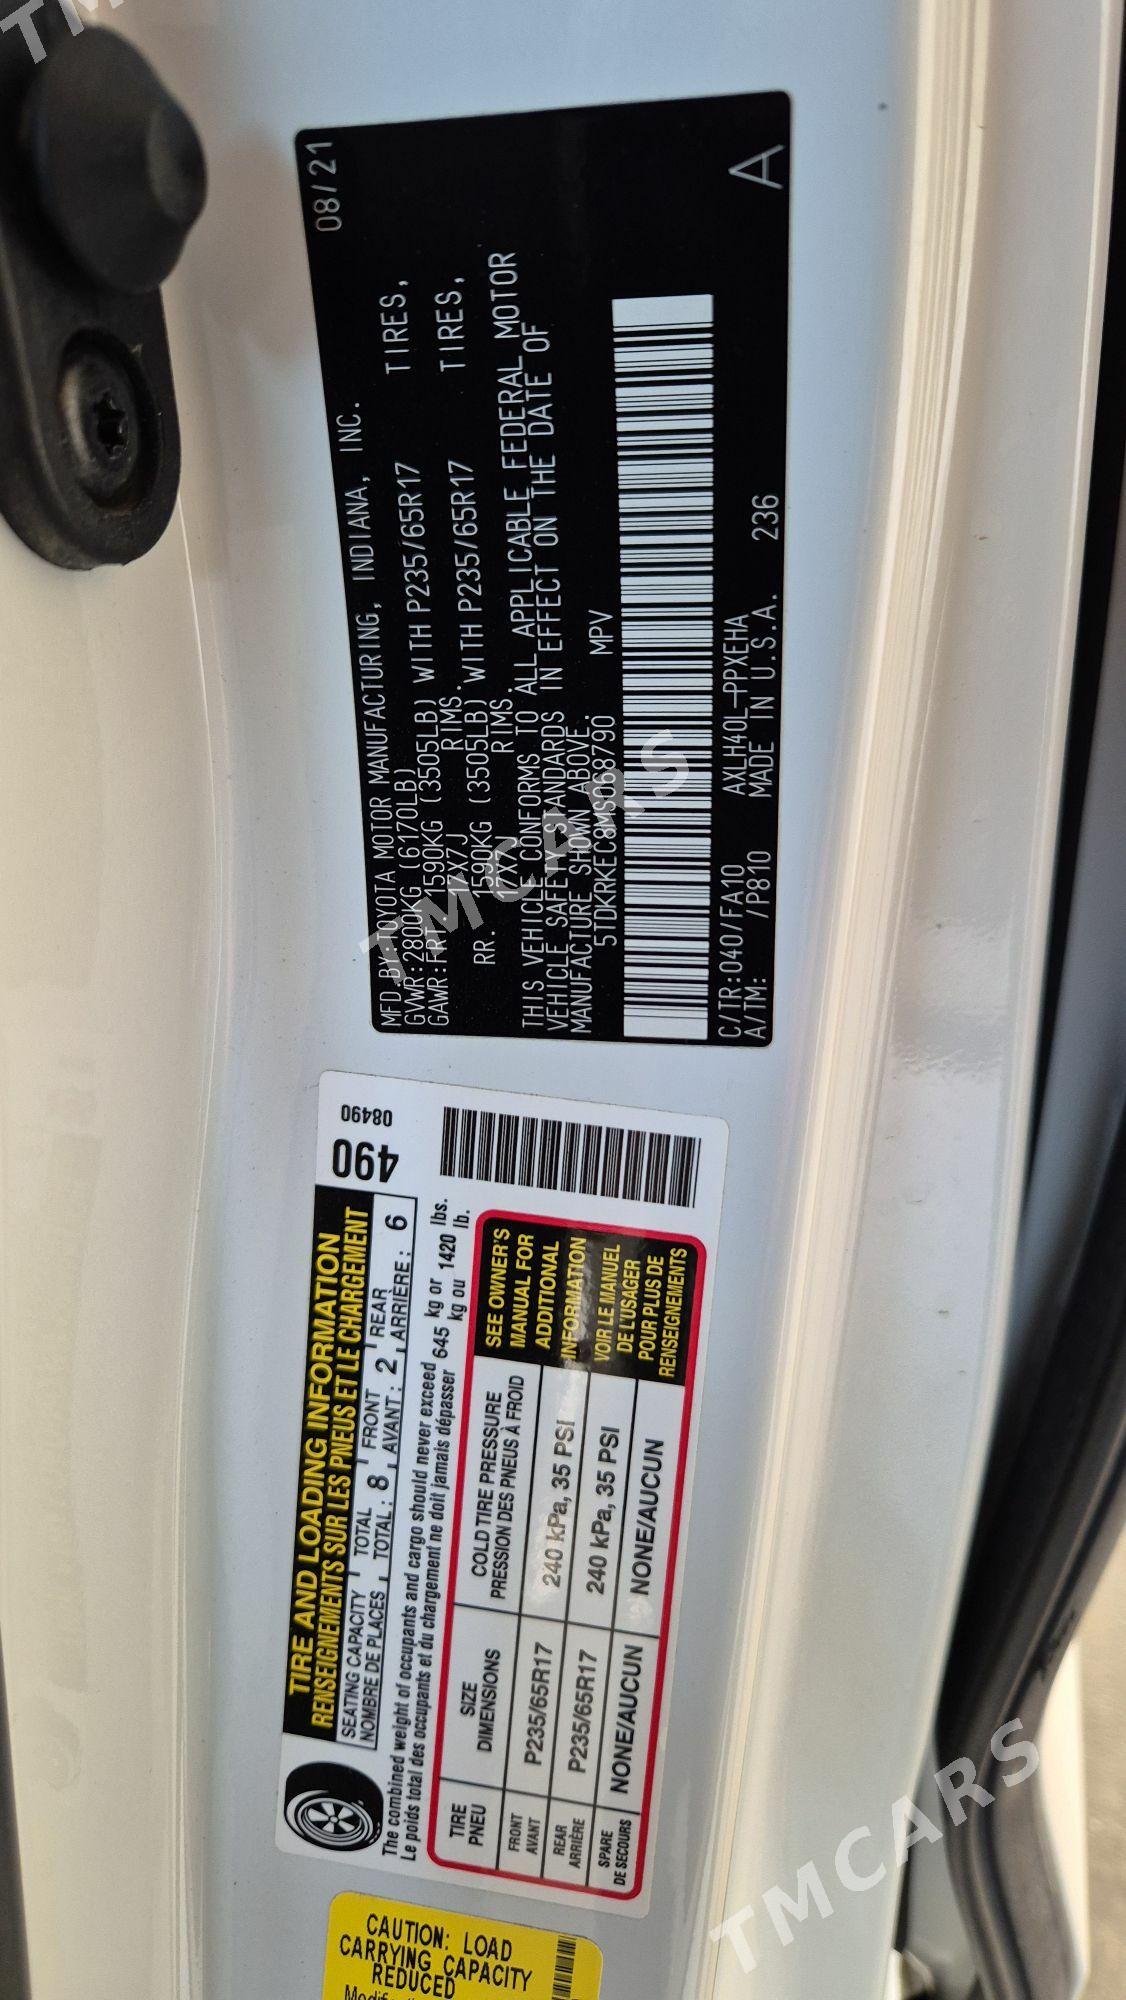 08/21
MFD.BY:TOYOTA MOTOR MANUFACTURING, INDIANA, INC.
GVWR:2800KG (6170LB)
GAWR:FRT. 1590KG (3505LB) WITH P235/65R17 TIRES,
17X7J RIMS.
RR. 1590KG (3505LB) WITH P235/65R17 TIRES,
17X7J RIMS.
THIS VEHICLE CONFORMS TO ALL APPLICABLE FEDERAL MOTOR
VEHICLE SAFETY STANDARDS IN EFFECT ON THE DATE OF
MANUFACTURE SHOWN ABOVE.
5TDKRKEC8MS068790 MPV
C/TR:040/FA10 AXLH40L-PPXEHA
A/TM: /P810 MADE IN U.S.A. 236
A
TIRE AND LOADING INFORMATION
RENSEIGNEMENTS SUR LES PNEUS ET LE CHARGEMENT
490
08490
SEATING CAPACITY TOTAL FRONT REAR
NOMBRE DE PLACES TOTAL: 8 AVANT: 2 ARRIÈRE: 6
The combined weight of occupants and cargo should never exceed 645 kg or 1420 lbs.
Le poids total des occupants et du chargement ne doit jamais dépasser kg ou lb.
TIRE SIZE COLD TIRE PRESSURE
PNEU DIMENSIONS PRESSION DES PNEUS À FROID
FRONT AVANT P235/65R17 240 kPa, 35 PSI
REAR ARRIÈRE P235/65R17 240 kPa, 35 PSI
SPARE DE SECOURS NONE/AUCUN NONE/AUCUN
SEE OWNER'S
MANUAL FOR
ADDITIONAL
INFORMATION
VOIR LE MANUEL
DE L'USAGER
POUR PLUS DE
RENSEIGNEMENTS
CAUTION: LOAD
CARRYING CAPACITY
REDUCED
TMCARS
TMCARS